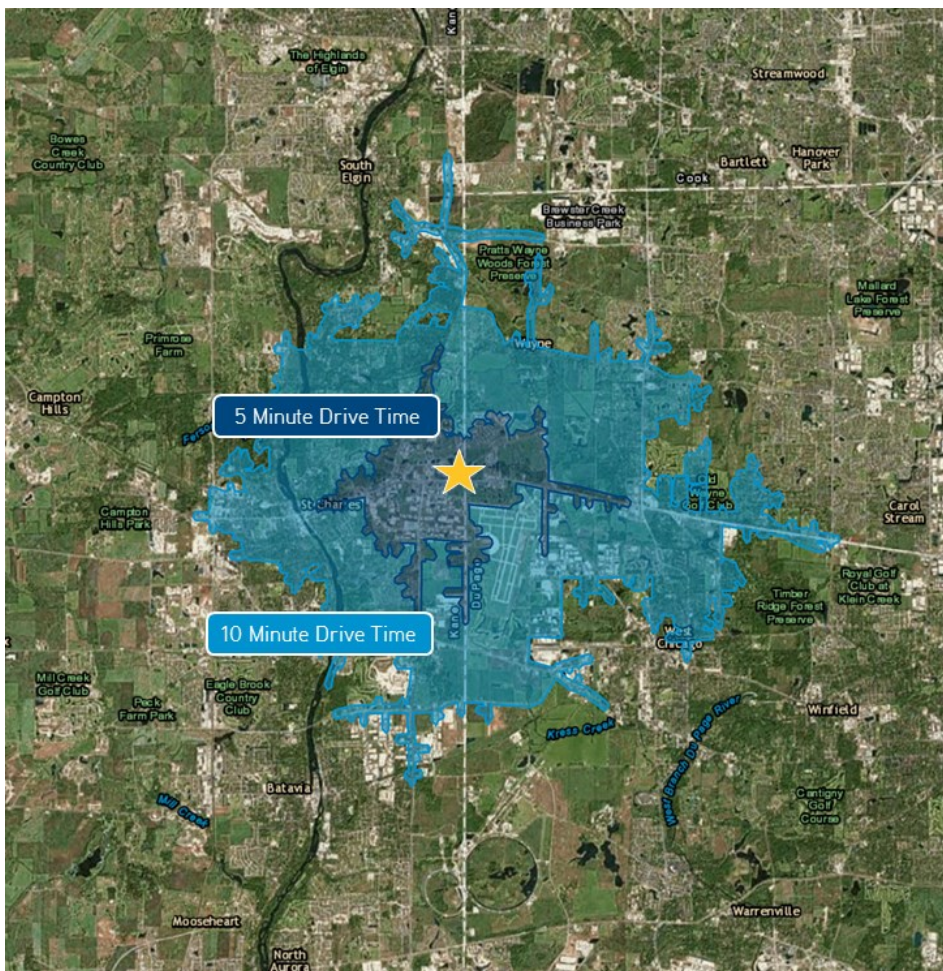 Kane
The Highlands
of Elgin
Streamwood
Bowes
Creek
Country Club
South
Elgin
Hanover
Park
Bartlett
Cook
Brewster Creek
Business Park
Pratts Wayne
Woods Forest
Preserve
Mallard
Lake Forest
Preserve
Primrose
Farm
Wayne
Campton
Hills
5 Minute Drive Time
St Charles
Campton
Hills Park
Carol
Stream
Kane
Du Page
Royal Golf
Club at
Klein Creek
Timber
Ridge Forest
Preserve
10 Minute Drive Time
West
Chicago
Mill Creek
Golf Club
Peck
Farm Park
Eagle Brook
Country
Club
Winfield
Kress Creek
West Branch Du Page River
Batavia
Mill Creek
Cantigny
Golf
Course
Mooseheart
Warrenville
North
Aurora